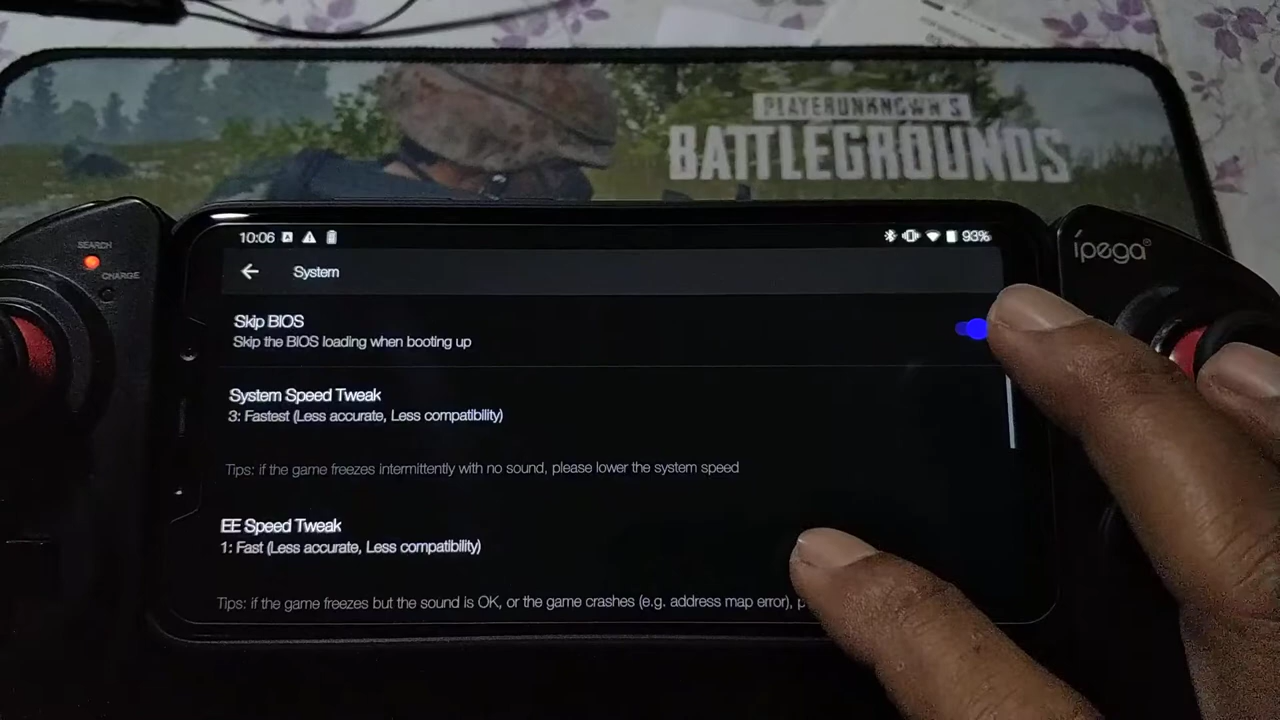 PLAYERUNKNOWN'S
BATTLEGROUNDS
SEARCH
CHARGE
ípega®
10:06
93%
System
Skip BIOS
Skip the BIOS loading when booting up
System Speed Tweak
3: Fastest (Less accurate, Less compatibility)
Tips: if the game freezes intermittently with no sound, please lower the system speed
EE Speed Tweak
1: Fast (Less accurate, Less compatibility)
Tips: if the game freezes but the sound is OK, or the game crashes (e.g. address map error), p